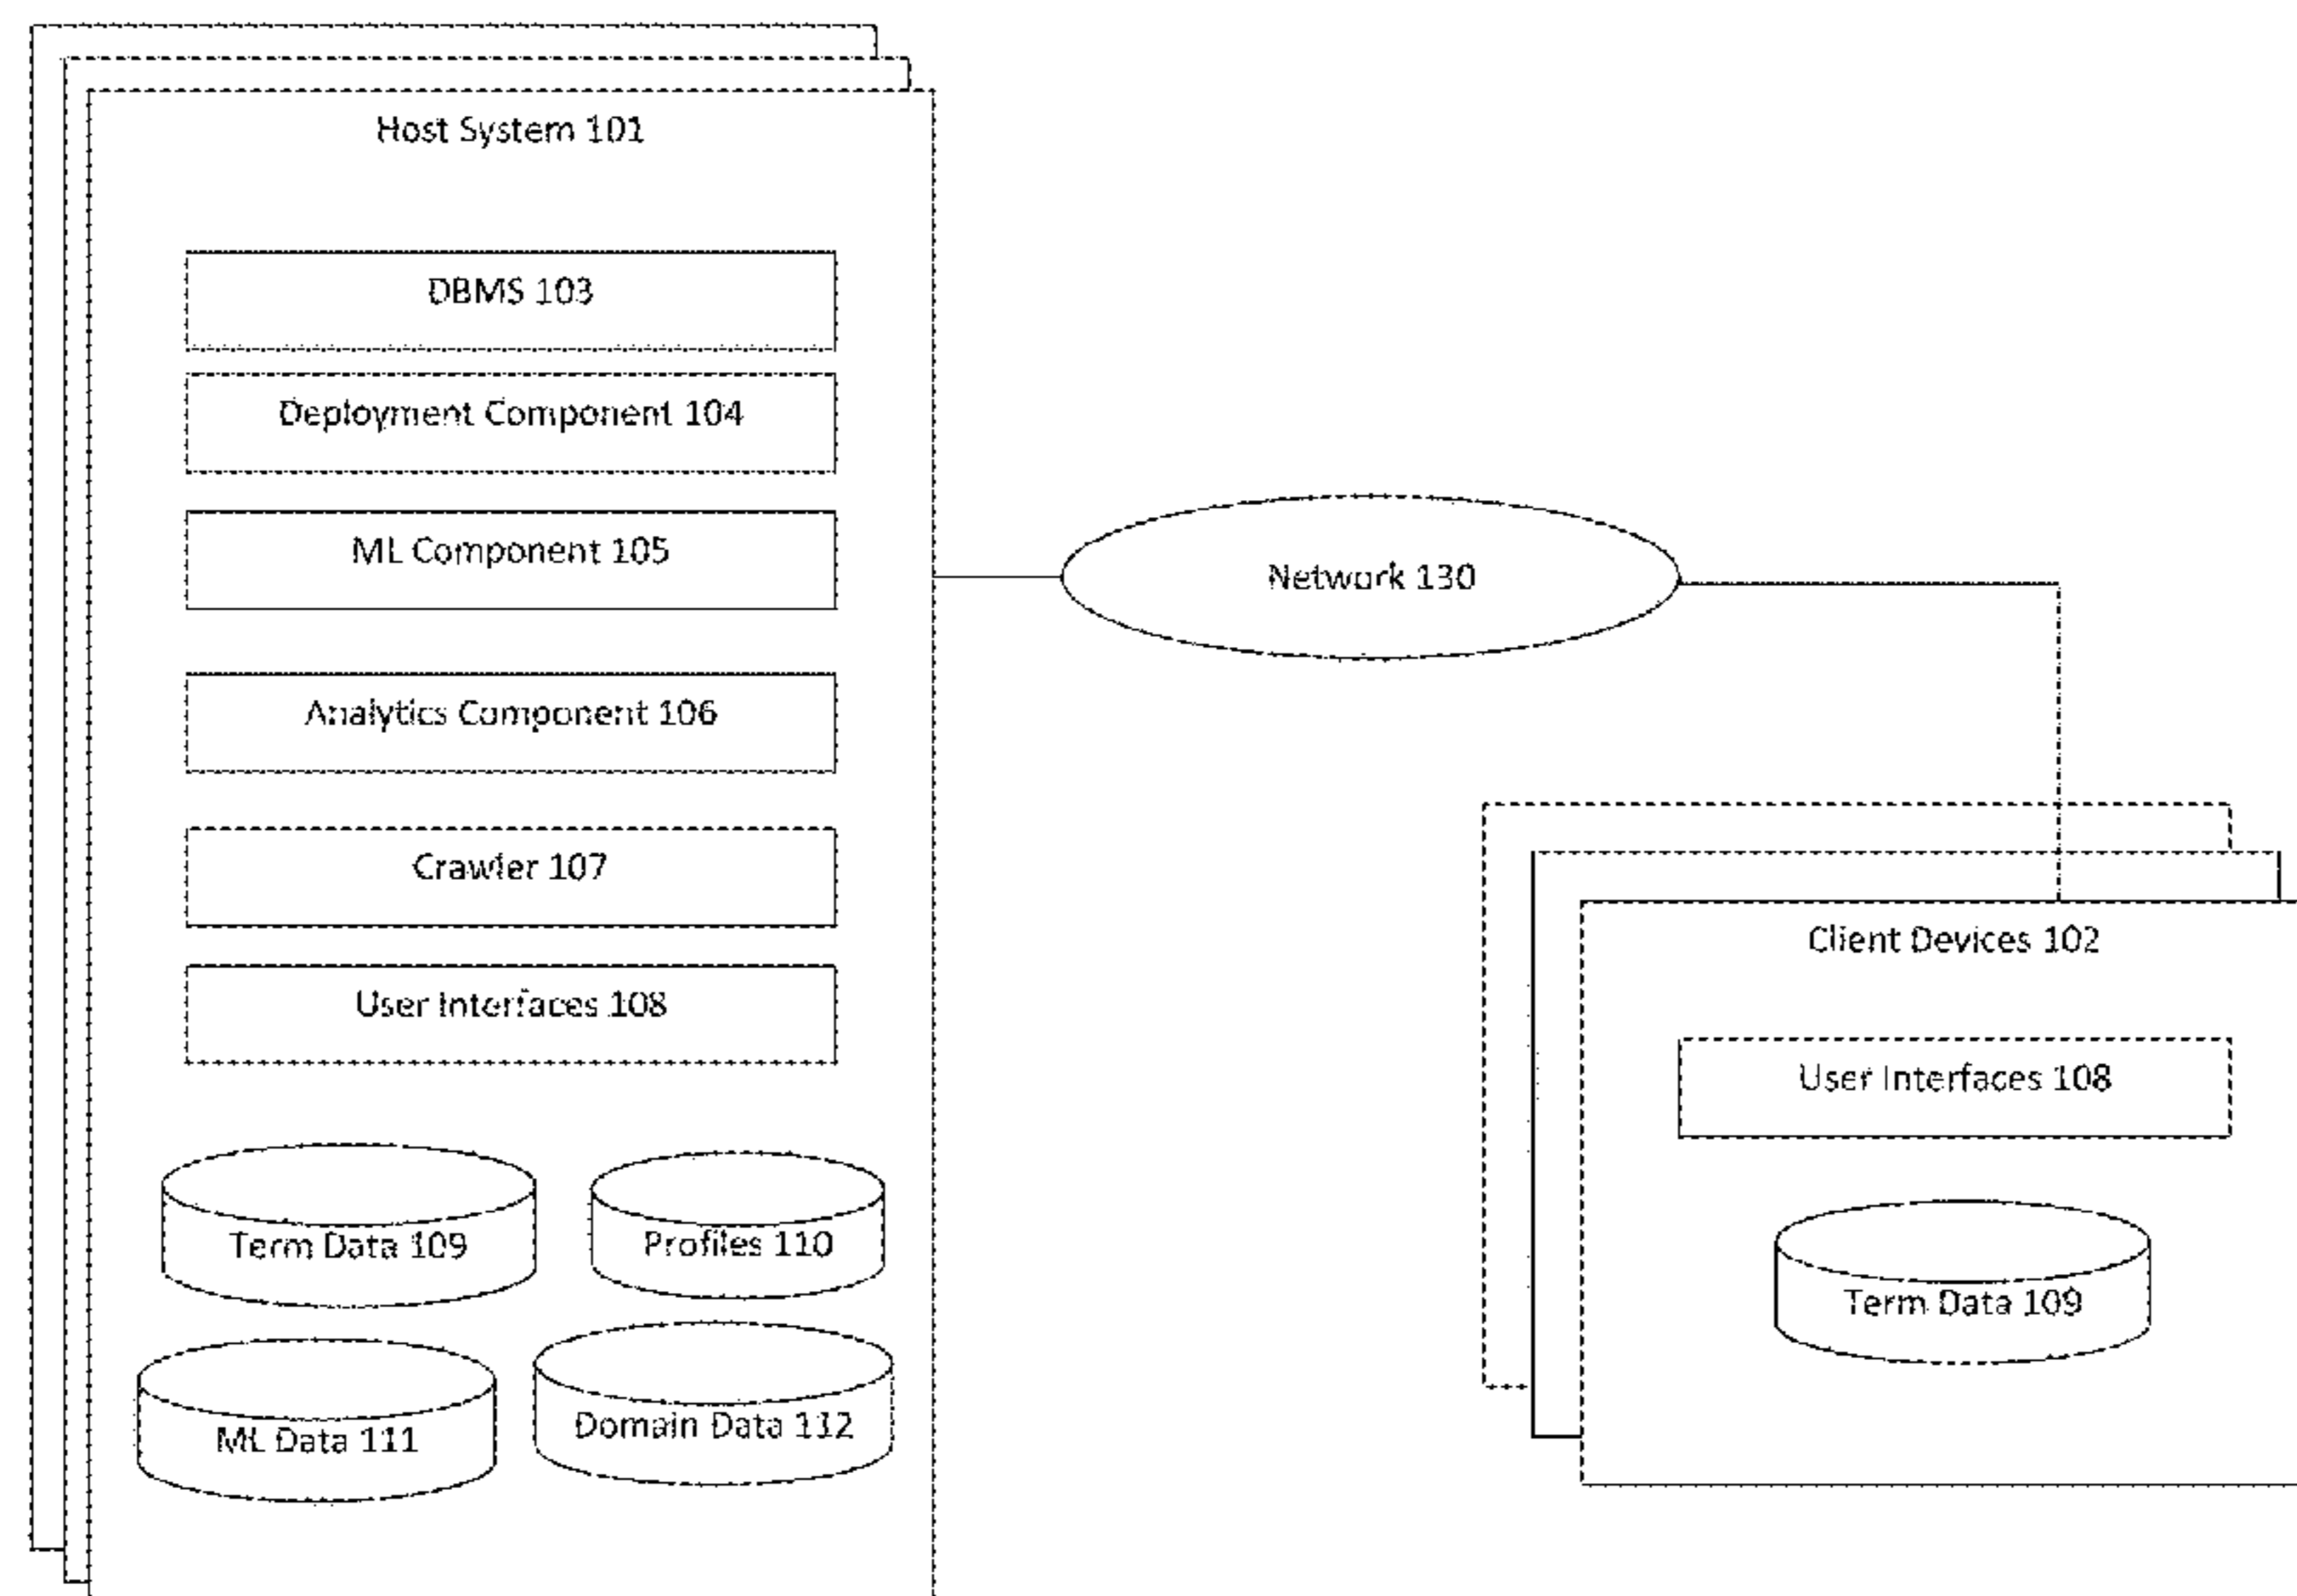 Host System 101
DBMS 103
Deployment Component 104
ML Component 105
Analytics Component 106
Crawler 107
User Interfaces 108
Term Data 109
Profiles 110
ML Data 111
Domain Data 112
Network 130
Client Devices 102
User Interfaces 108
Term Data 109